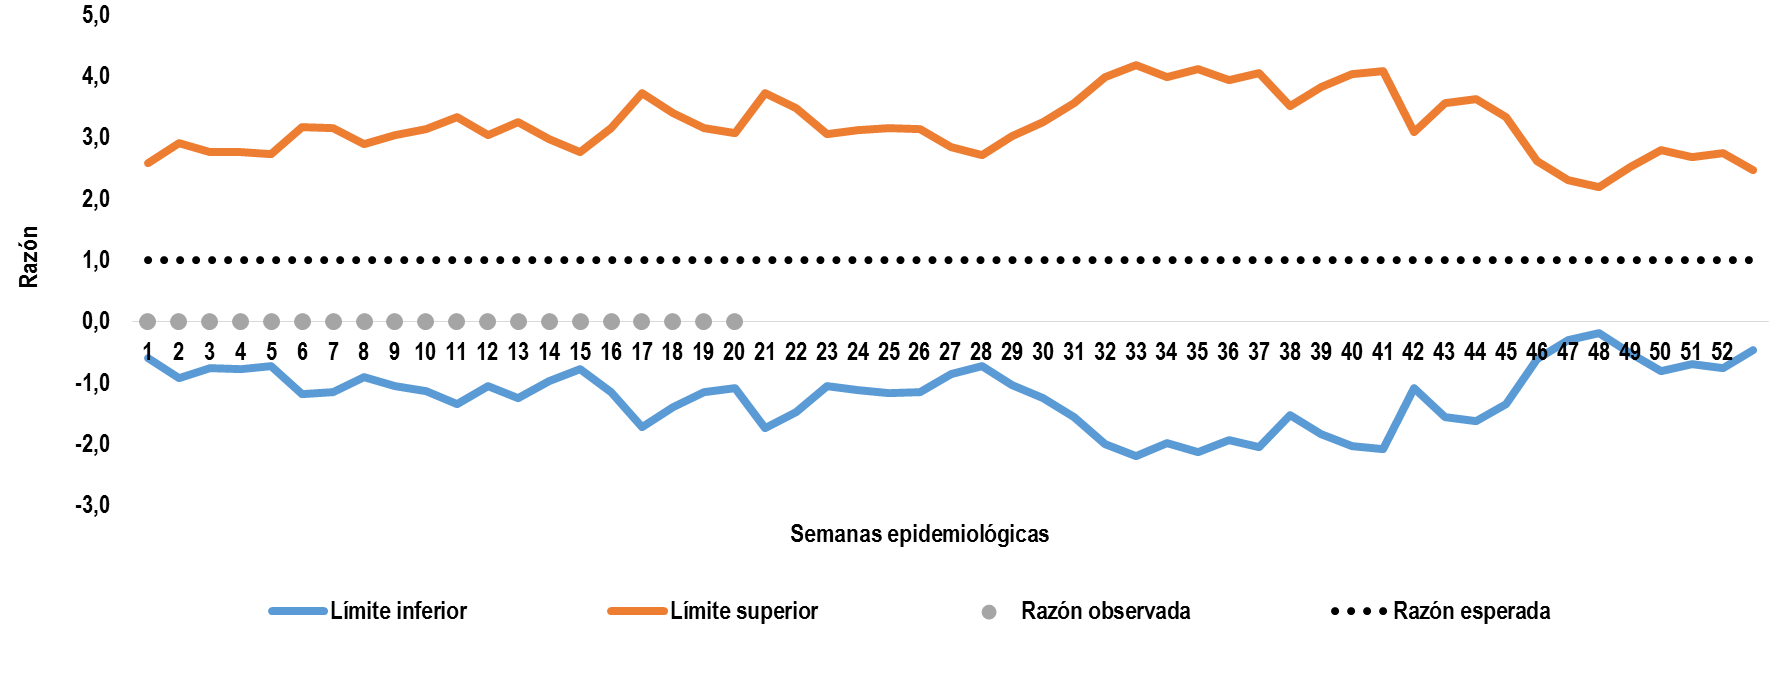 5,0
4,0
3,0
2,0
1,0
0,0
-1,0
-2,0
-3,0
Razón
1 2 3 4 5 6 7 8 9 10 11 12 13 14 15 16 17 18 19 20 21 22 23 24 25 26 27 28 29 30 31 32 33 34 35 36 37 38 39 40 41 42 43 44 45 46 47 48 49 50 51 52
Semanas epidemiológicas
Límite inferior Límite superior Razón observada Razón esperada